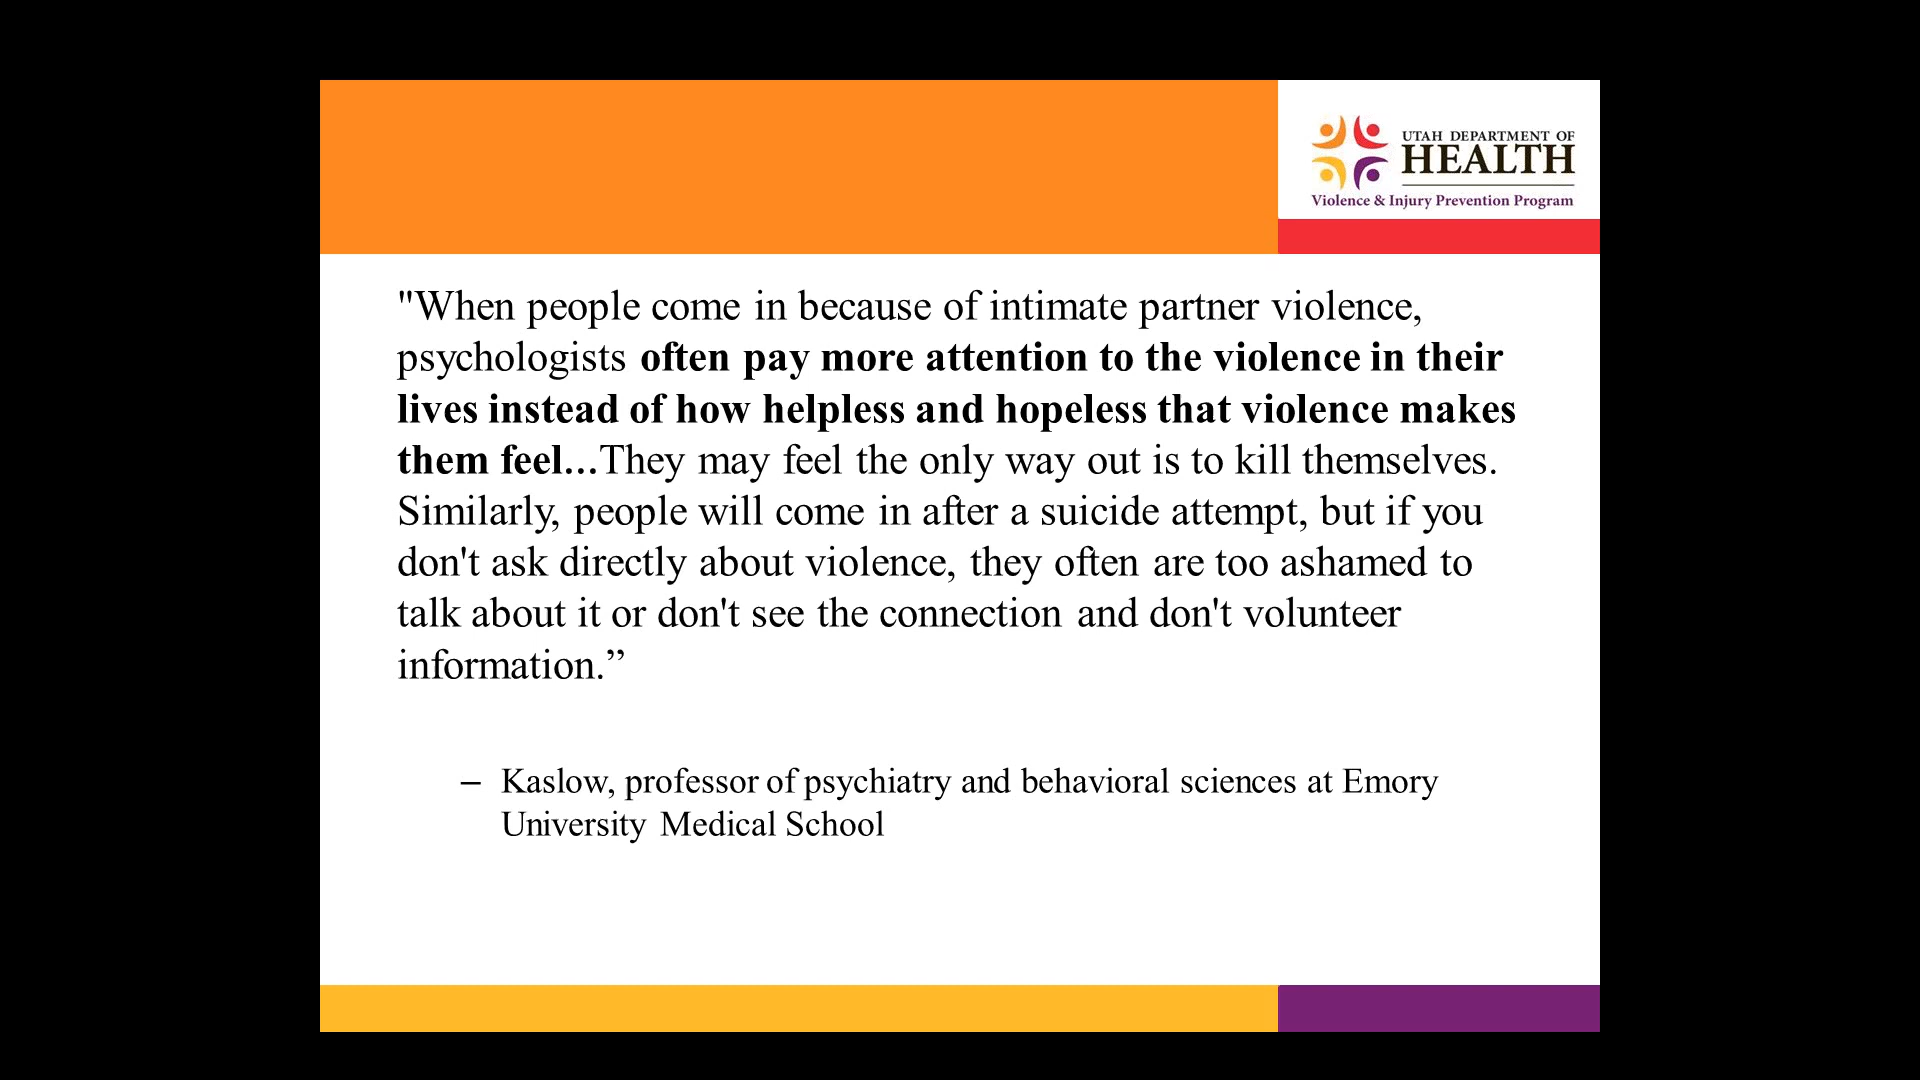 UTAH DEPARTMENT OF
HEALTH
Violence & Injury Prevention Program
"When people come in because of intimate partner violence,
psychologists often pay more attention to the violence in their
lives instead of how helpless and hopeless that violence makes
them feel...They may feel the only way out is to kill themselves.
Similarly, people will come in after a suicide attempt, but if you
don't ask directly about violence, they often are too ashamed to
talk about it or don't see the connection and don't volunteer
information.”
– Kaslow, professor of psychiatry and behavioral sciences at Emory
University Medical School